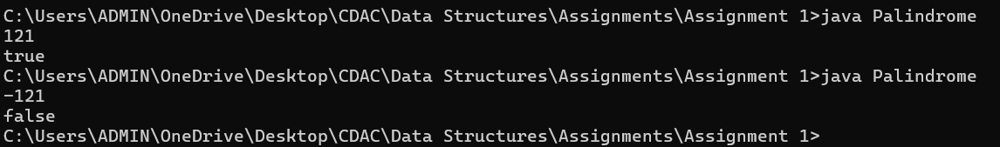 C:\Users\ADMIN\OneDrive\Desktop\CDAC\Data Structures\Assignments\Assignment 1>java Palindrome
121
true
C:\Users\ADMIN\OneDrive\Desktop\CDAC\Data Structures\Assignments\Assignment 1>java Palindrome
-121
false
C:\Users\ADMIN\OneDrive\Desktop\CDAC\Data Structures\Assignments\Assignment 1>